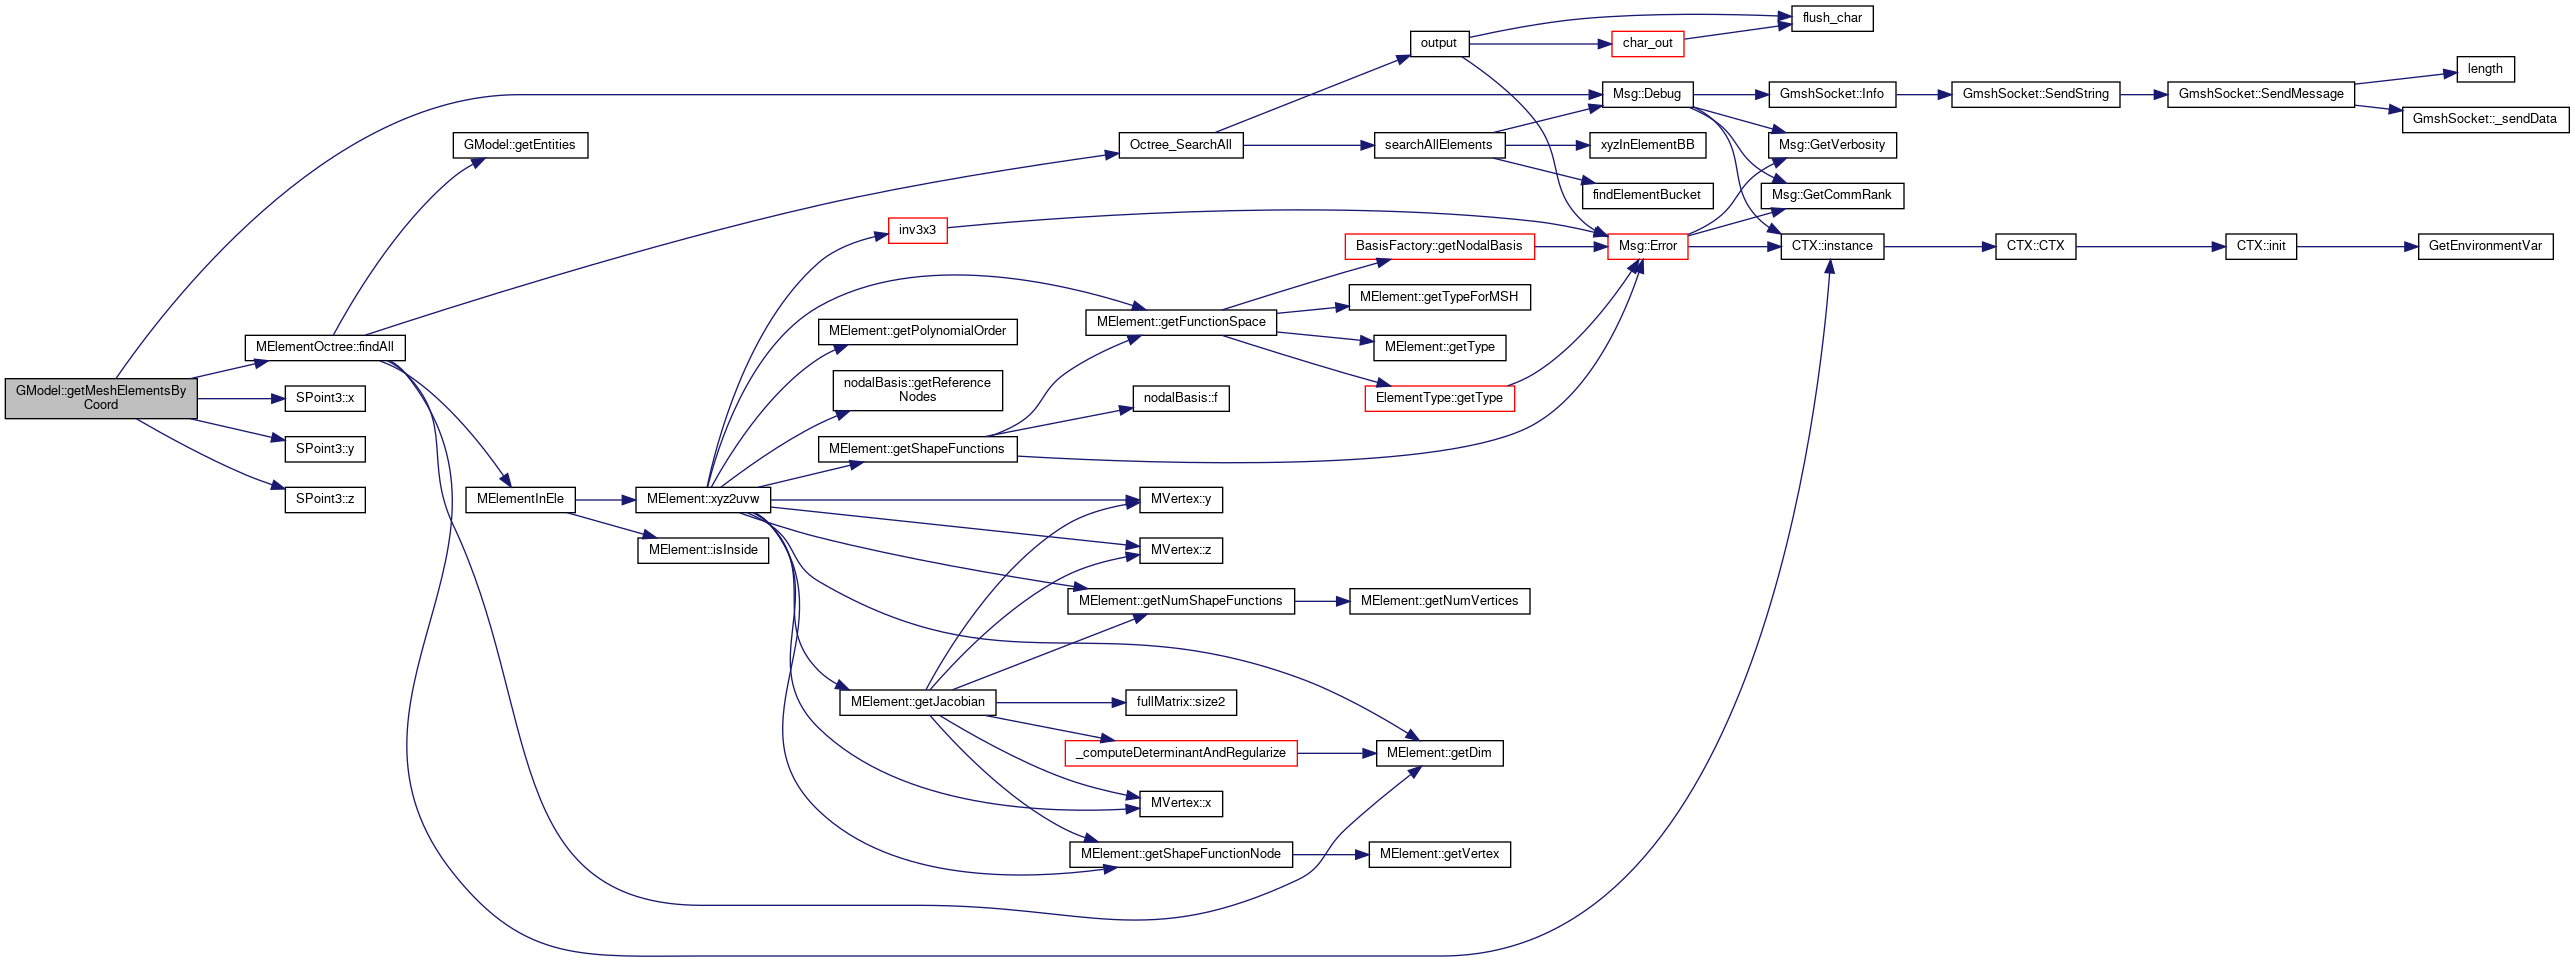 GModel::getMeshElementsBy
Coord
MElementOctree::findAll
SPoint3::x
SPoint3::y
SPoint3::z
GModel::getEntities
MElementInEle
MElement::xyz2uvw
MElement::isInside
inv3x3
MElement::getPolynomialOrder
nodalBasis::getReference
Nodes
MElement::getShapeFunctions
MElement::getJacobian
Octree_SearchAll
MElement::getFunctionSpace
nodalBasis::f
MVertex::y
MVertex::z
MElement::getNumShapeFunctions
fullMatrix::size2
_computeDeterminantAndRegularize
MVertex::x
MElement::getShapeFunctionNode
output
searchAllElements
BasisFactory::getNodalBasis
MElement::getTypeForMSH
MElement::getType
ElementType::getType
MElement::getNumVertices
MElement::getDim
MElement::getVertex
char_out
Msg::Debug
xyzInElementBB
findElementBucket
Msg::Error
flush_char
GmshSocket::Info
Msg::GetVerbosity
Msg::GetCommRank
CTX::instance
GmshSocket::SendString
CTX::CTX
GmshSocket::SendMessage
CTX::init
length
GmshSocket::_sendData
GetEnvironmentVar